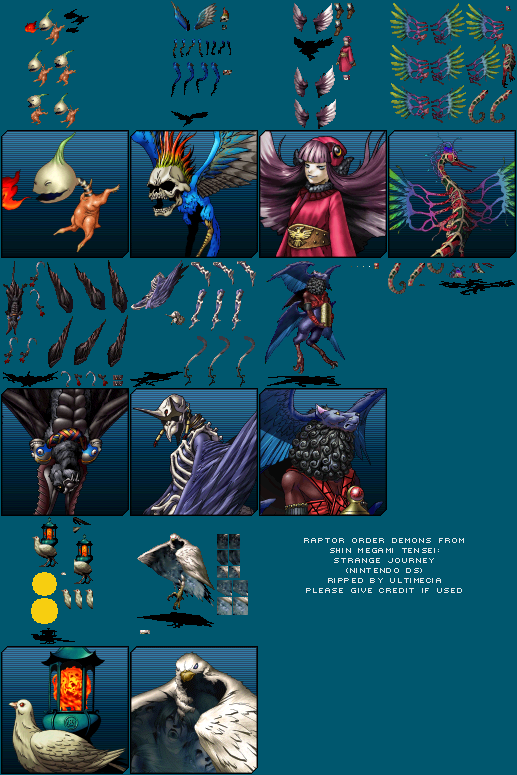 RAPTOR ORDER DEMONS FROM
SHIN MEGAMI TENSEI:
STRANGE JOURNEY
(NINTENDO DS)
RIPPED BY ULTIMECIA
PLEASE GIVE CREDIT IF USED